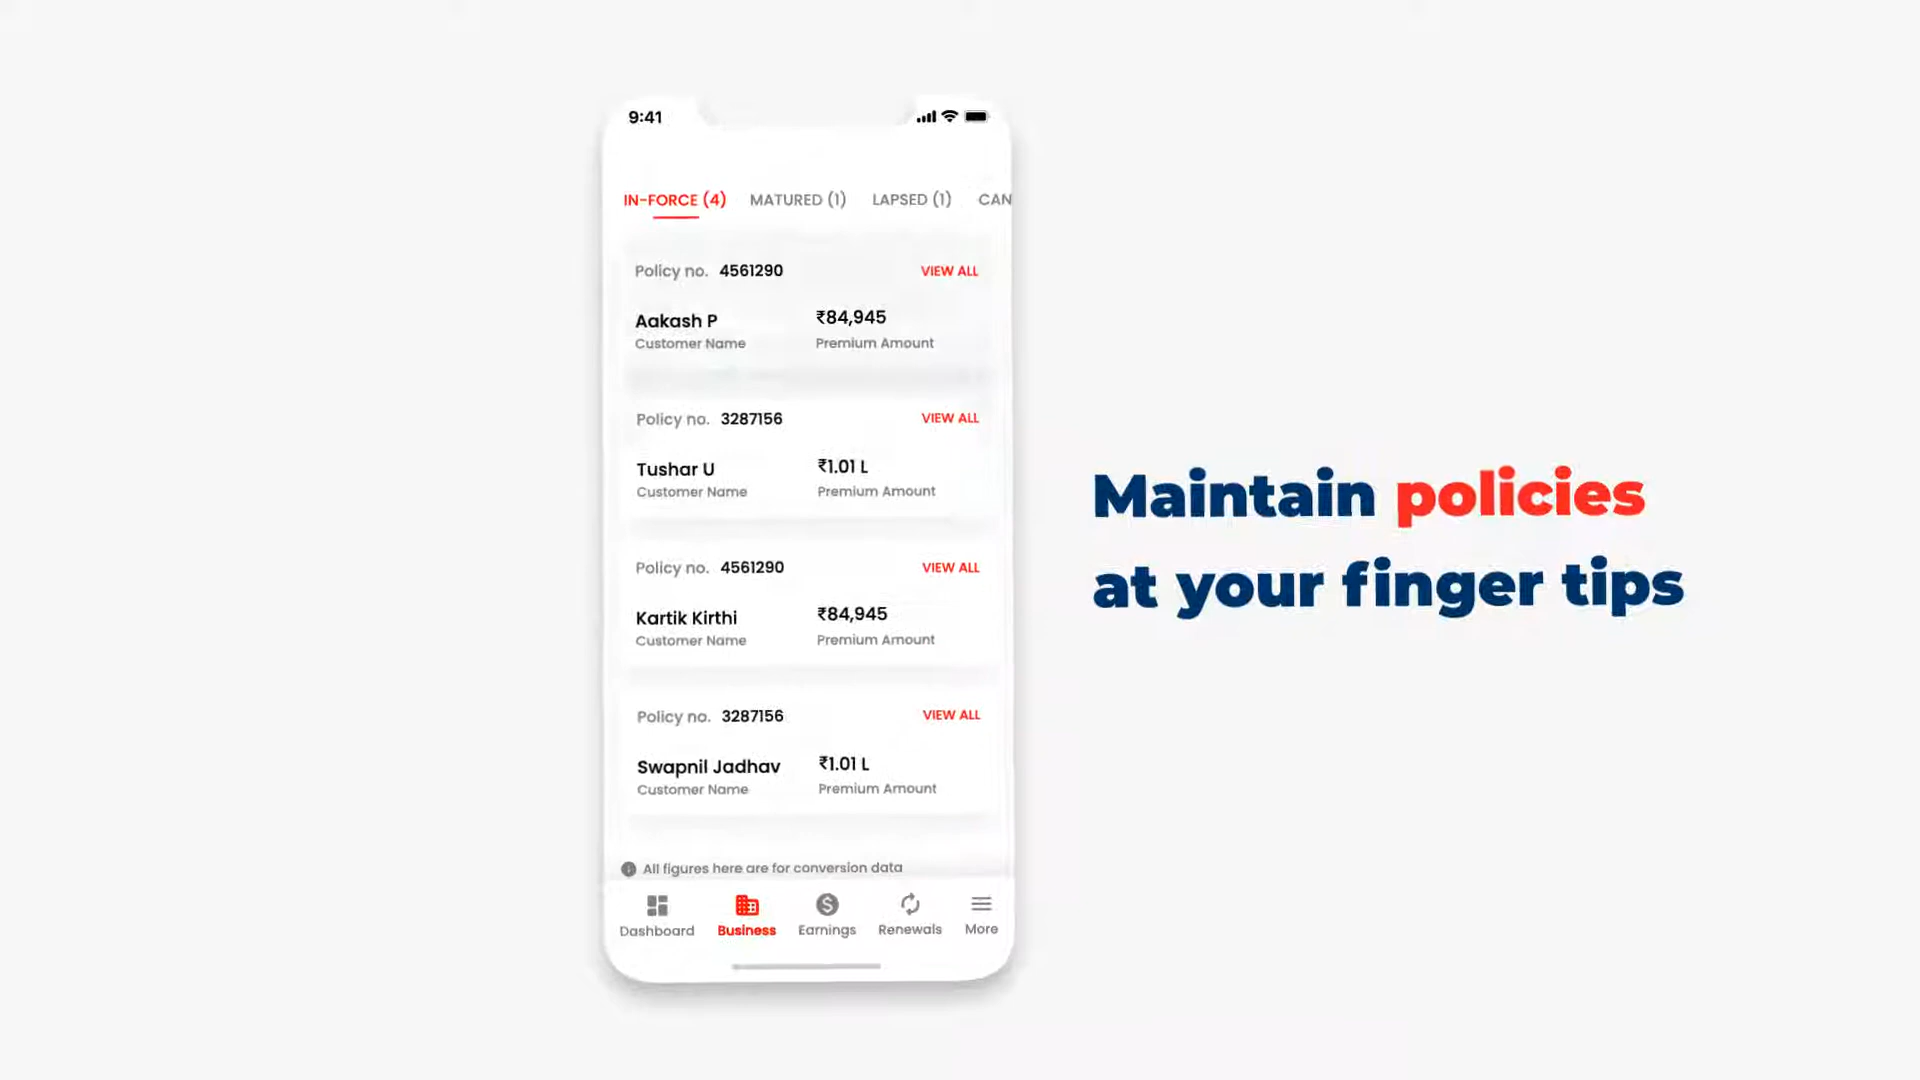 9:41
IN-FORCE (4) MATURED (1) LAPSED (1) CAN
Policy no. 4561290 VIEW ALL
Aakash P ₹84,945
Customer Name Premium Amount
Policy no. 3287156 VIEW ALL
Tushar U ₹1.01 L
Customer Name Premium Amount
Policy no. 4561290 VIEW ALL
Kartik Kirthi ₹84,945
Customer Name Premium Amount
Policy no. 3287156 VIEW ALL
Swapnil Jadhav ₹1.01 L
Customer Name Premium Amount
All figures here are for conversion data
Dashboard Business Earnings Renewals More
Maintain policies
at your finger tips